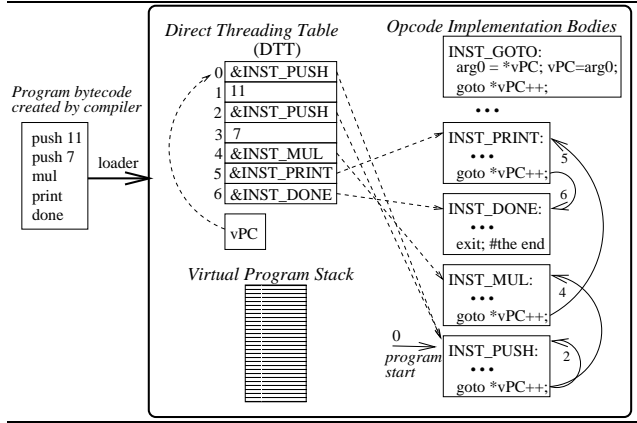 Direct Threading Table
(DTT)
Opcode Implementation Bodies
Program bytecode
created by compiler
push 11
push 7
mul
print
done
loader
0 &INST_PUSH
1 11
2 &INST_PUSH
3 7
4 &INST_MUL
5 &INST_PRINT
6 &INST_DONE
vPC
Virtual Program Stack
INST_GOTO:
arg0 = *vPC; vPC=arg0;
goto *vPC++;
•••
INST_PRINT:
•••
goto *vPC++;
5
6
INST_DONE:
•••
exit; #the end
INST_MUL:
•••
goto *vPC++;
4
0
program
start
INST_PUSH:
•••
goto *vPC++;
2